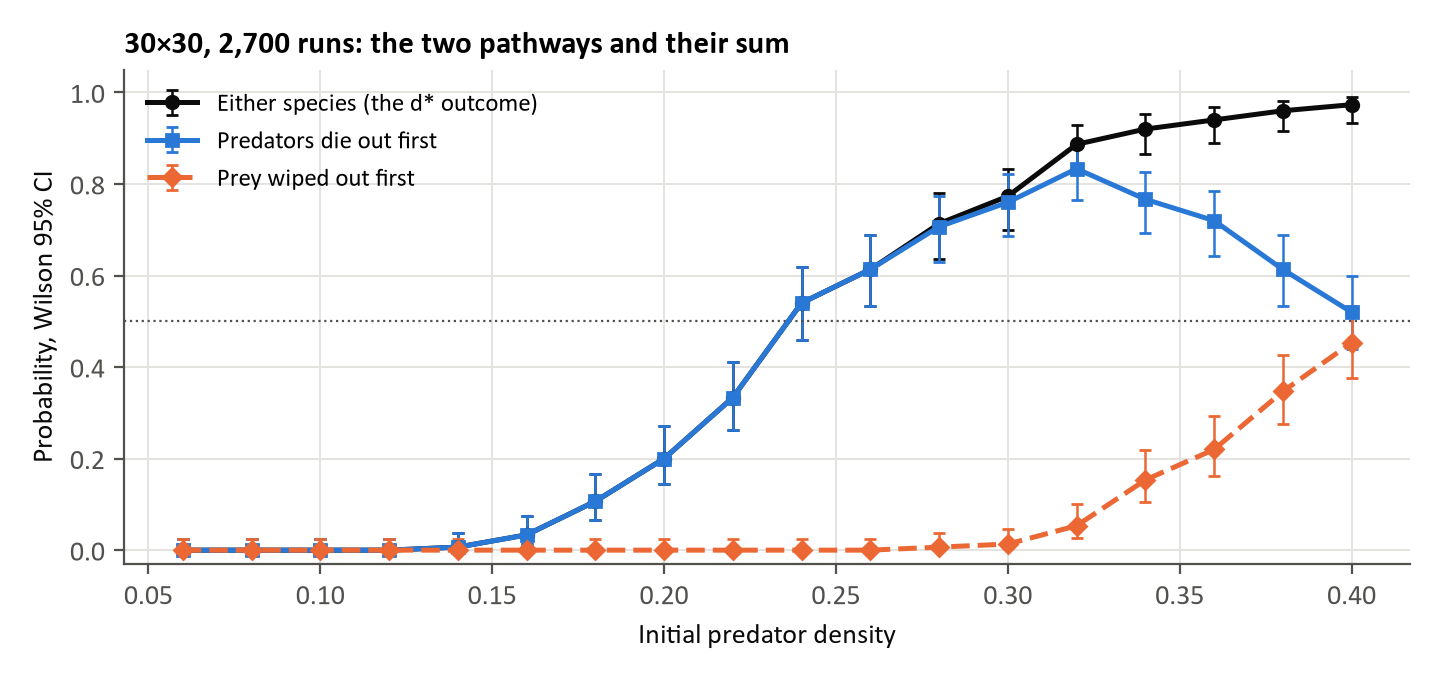 30×30, 2,700 runs: the two pathways and their sum
Either species (the d* outcome)
Predators die out first
Prey wiped out first
Probability, Wilson 95% CI
1.0
0.8
0.6
0.4
0.2
0.0
0.05 0.10 0.15 0.20 0.25 0.30 0.35 0.40
Initial predator density